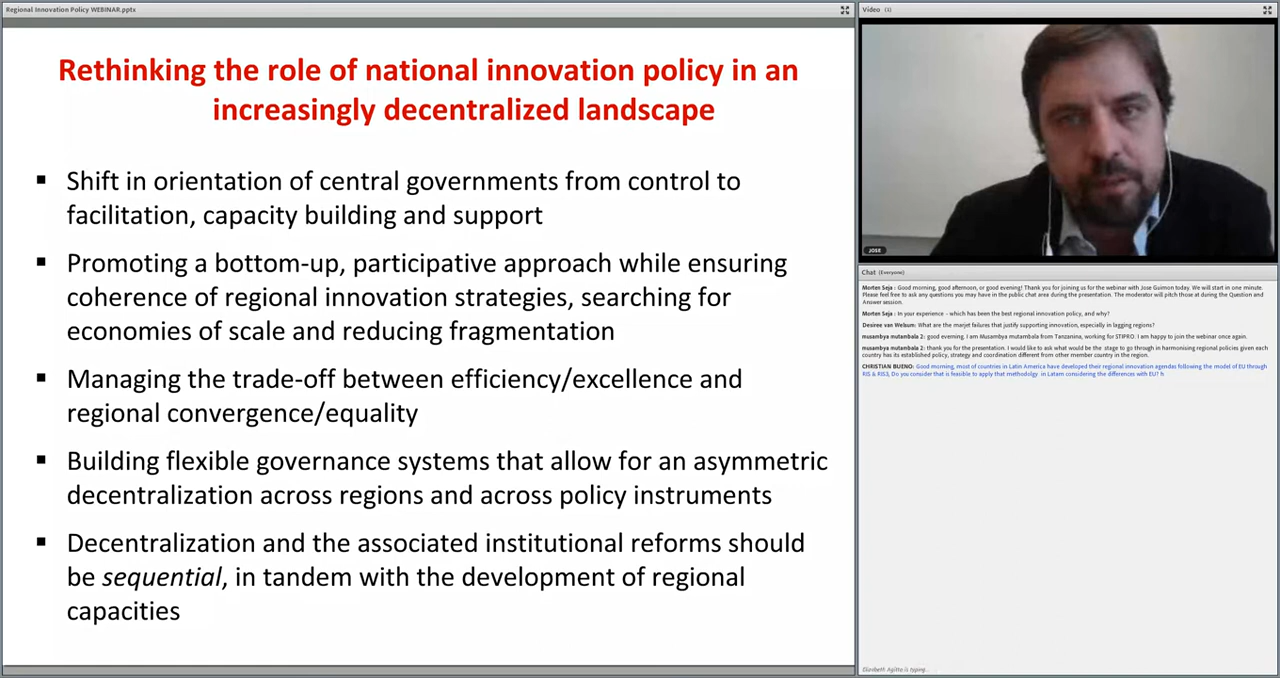 Regional Innovation Policy WEBINAR.pptx
Rethinking the role of national innovation policy in an
increasingly decentralized landscape
▪ Shift in orientation of central governments from control to
facilitation, capacity building and support
▪ Promoting a bottom-up, participative approach while ensuring
coherence of regional innovation strategies, searching for
economies of scale and reducing fragmentation
▪ Managing the trade-off between efficiency/excellence and
regional convergence/equality
▪ Building flexible governance systems that allow for an asymmetric
decentralization across regions and across policy instruments
▪ Decentralization and the associated institutional reforms should
be sequential, in tandem with the development of regional
capacities
Video (1)
JOSE
Chat (Everyone)
Morten Seja : Good morning, good afternoon, or good evening! Thank you for joining us for the webinar with Jose Guimon today. We will start in one minute.
Please feel free to ask any questions you may have in the public chat area during the presentation. The moderator will pitch those at during the Question and
Answer session.
Morten Seja : In your experience - which has been the best regional innovation policy, and why?
Desiree van Welsum: What are the marjet failures that justify supporting innovation, especially in lagging regions?
musambya mutambala 2: good evening. I am Musambya mutambala from Tanzanina, working for STIPRO. I am happy to join the webinar once again.
musambya mutambala 2: thank you for the presentation. I would like to ask what would be the stage to go through in harmonising regional policies given each
country has its established policy, strategy and coordination different from other member country in the region.
CHRISTIAN BUENO: Good morning, most of countries in Latin America have developed their regional innovation agendas following the model of EU through
RIS & RIS3, Do you consider that is feasible to apply that methodolgy in Latam considering the differences with EU? h
Elizabeth Agitto is typing...